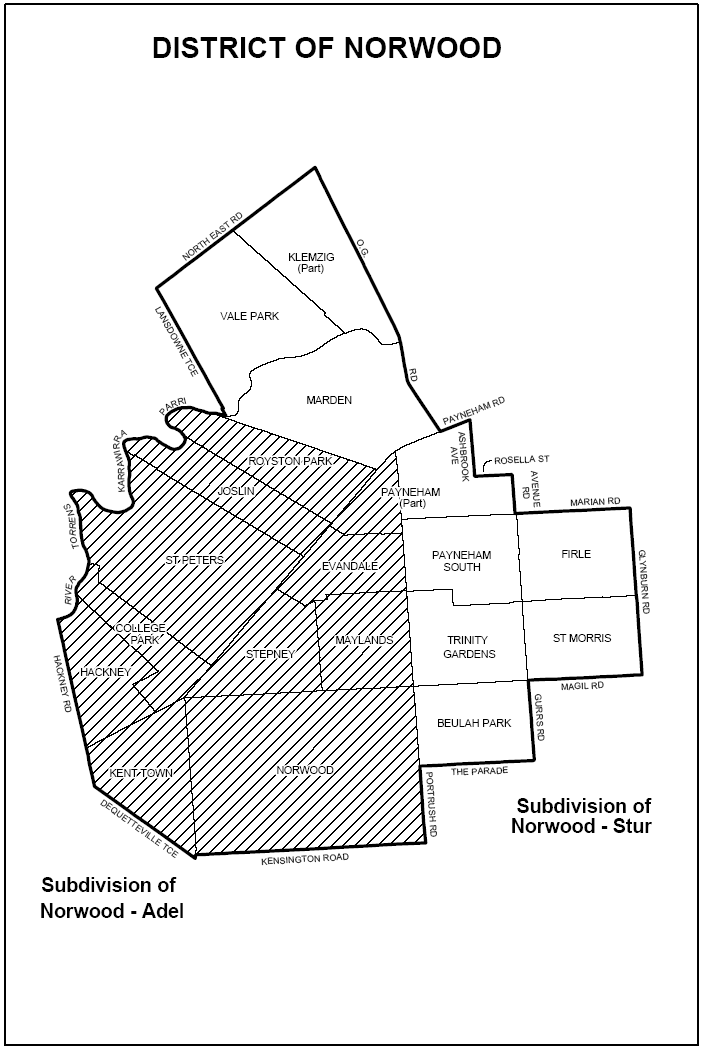 DISTRICT OF NORWOOD
NORTH EAST RD
O.G.
KLEMZIG
(Part)
LANSDOWNE TCE
VALE PARK
RD
MARDEN
PARRI
PAYNEHAM RD
KARRAWIRRA
ASHBROOK
AVE
ROSELLA ST
ROYSTON PARK
JOSLIN
PAYNEHAM
(Part)
AVENUE
RD
MARIAN RD
TORRENS
ST PETERS
EVANDALE
PAYNEHAM
SOUTH
FIRLE
GLYNBURN RD
RIVER
COLLEGE
PARK
STEPNEY
MAYLANDS
TRINITY
GARDENS
ST MORRIS
HACKNEY
HACKNEY RD
MAGIL RD
GURRS RD
BEULAH PARK
KENT TOWN
NORWOOD
THE PARADE
PORTRUSH RD
DEQUETTEVILLE TCE
KENSINGTON ROAD
Subdivision of
Norwood - Stur
Subdivision of
Norwood - Adel